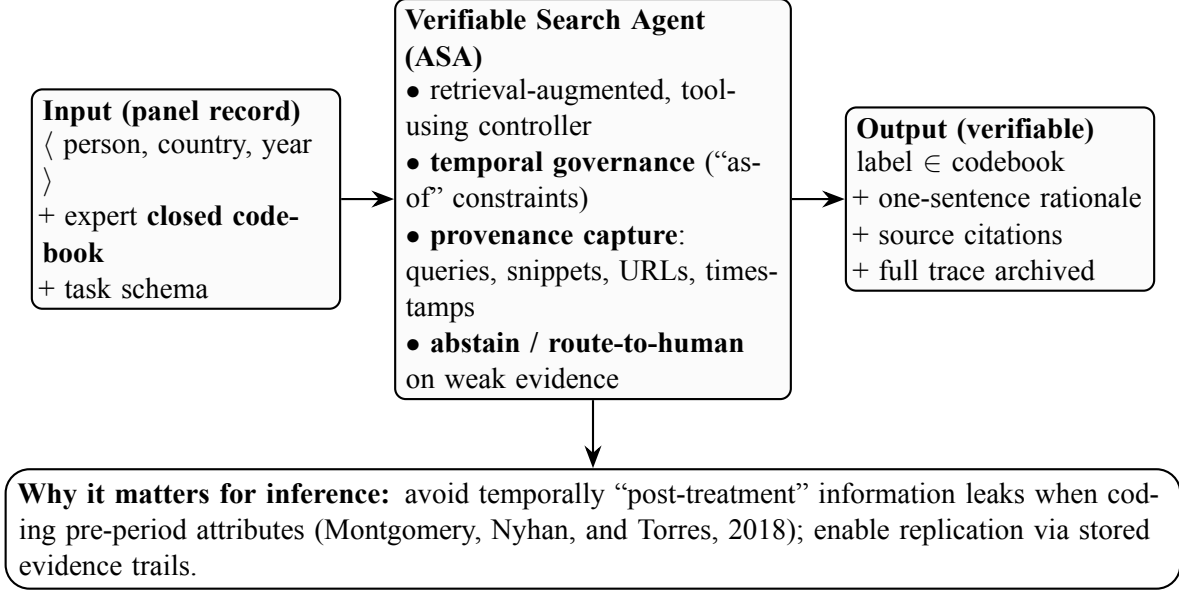 Input (panel record)
⟨ person, country, year
⟩
+ expert closed code-
book
+ task schema
Verifiable Search Agent
(ASA)
• retrieval-augmented, tool-
using controller
• temporal governance (“as-
of” constraints)
• provenance capture:
queries, snippets, URLs, times-
tamps
• abstain / route-to-human
on weak evidence
Output (verifiable)
label ∈ codebook
+ one-sentence rationale
+ source citations
+ full trace archived
Why it matters for inference: avoid temporally “post-treatment” information leaks when cod-
ing pre-period attributes (Montgomery, Nyhan, and Torres, 2018); enable replication via stored
evidence trails.